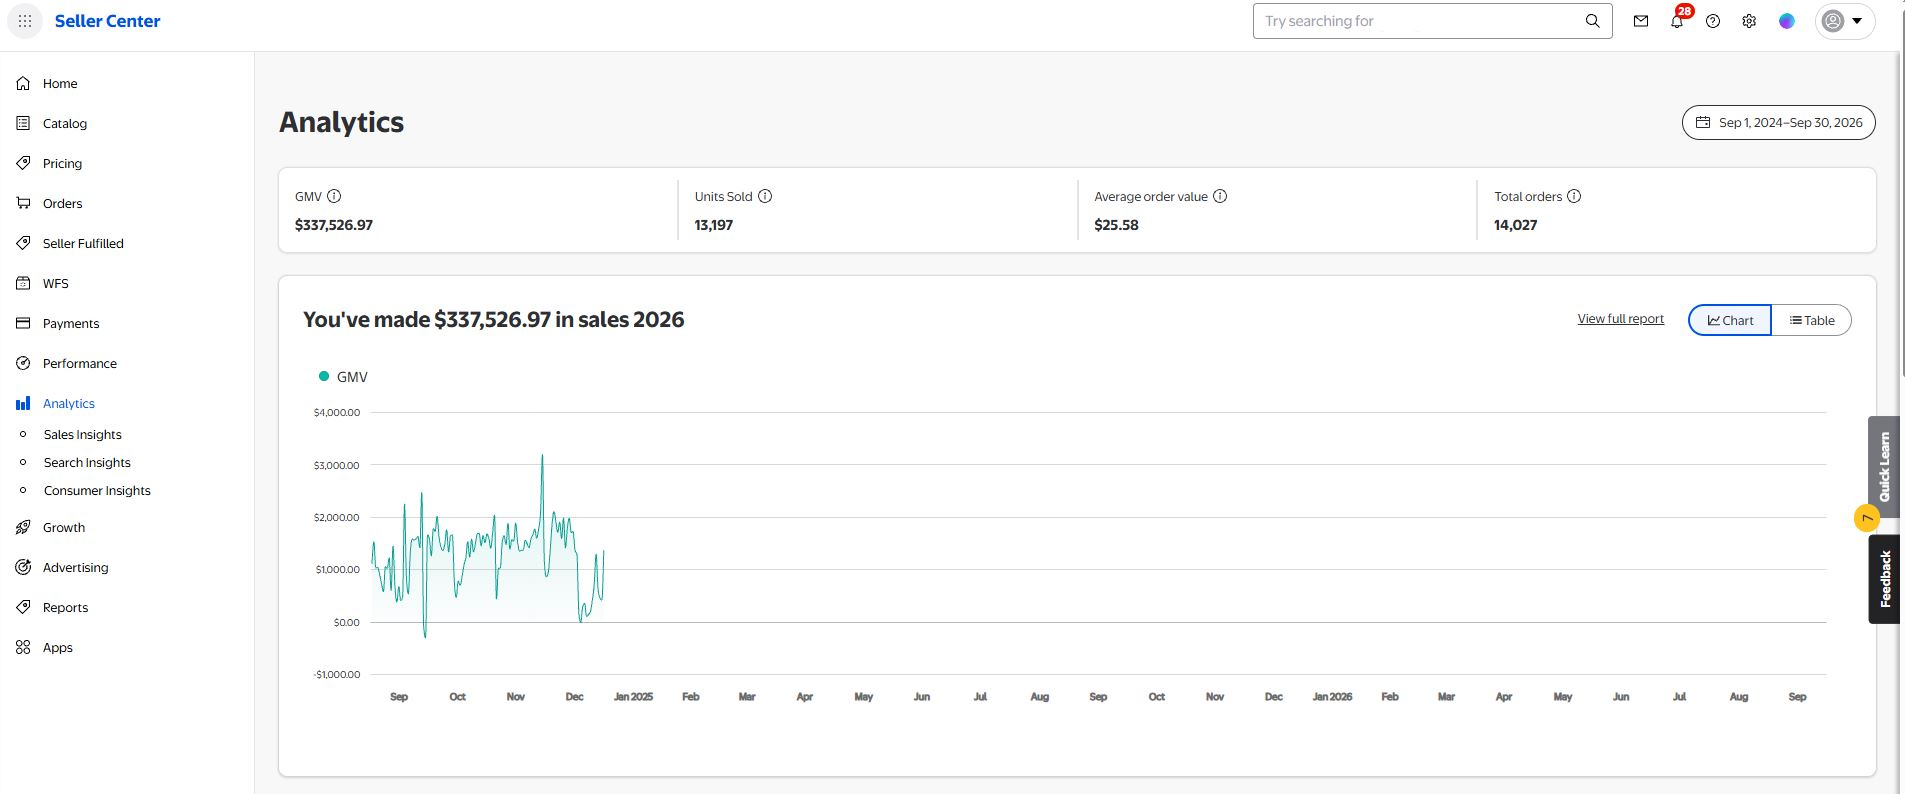 Seller Center
Try searching for
28
Home
Catalog
Pricing
Orders
Seller Fulfilled
WFS
Payments
Performance
Analytics
Sales Insights
Search Insights
Consumer Insights
Growth
Advertising
Reports
Apps
Analytics
Sep 1, 2024–Sep 30, 2026
GMV
$337,526.97
Units Sold
13,197
Average order value
$25.58
Total orders
14,027
You've made $337,526.97 in sales 2026
View full report
Chart
Table
GMV
$4,000.00
$3,000.00
$2,000.00
$1,000.00
$0.00
-$1,000.00
Sep Oct Nov Dec Jan 2025 Feb Mar Apr May Jun Jul Aug Sep Oct Nov Dec Jan 2026 Feb Mar Apr May Jun Jul Aug Sep
Quick Learn
7
Feedback